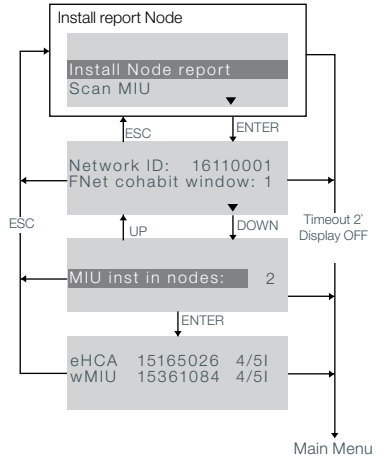 Install report Node
Install Node report
Scan MIU
ESC
ENTER
Network ID: 16110001
FNet cohabit window: 1
ESC
UP
DOWN
Timeout 2`
Display OFF
MIU inst in nodes: 2
ENTER
eHCA 15165026 4/5I
wMIU 15361084 4/5I
Main Menu